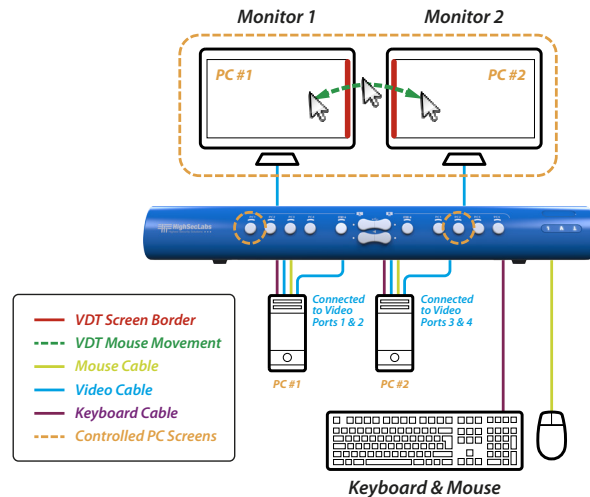 Monitor 1
Monitor 2
PC #1
PC #2
HighSecLabs
Connected
to Video
Ports 1 & 2
Connected
to Video
Ports 3 & 4
PC #1
PC #2
VDT Screen Border
VDT Mouse Movement
Mouse Cable
Video Cable
Keyboard Cable
Controlled PC Screens
Keyboard & Mouse